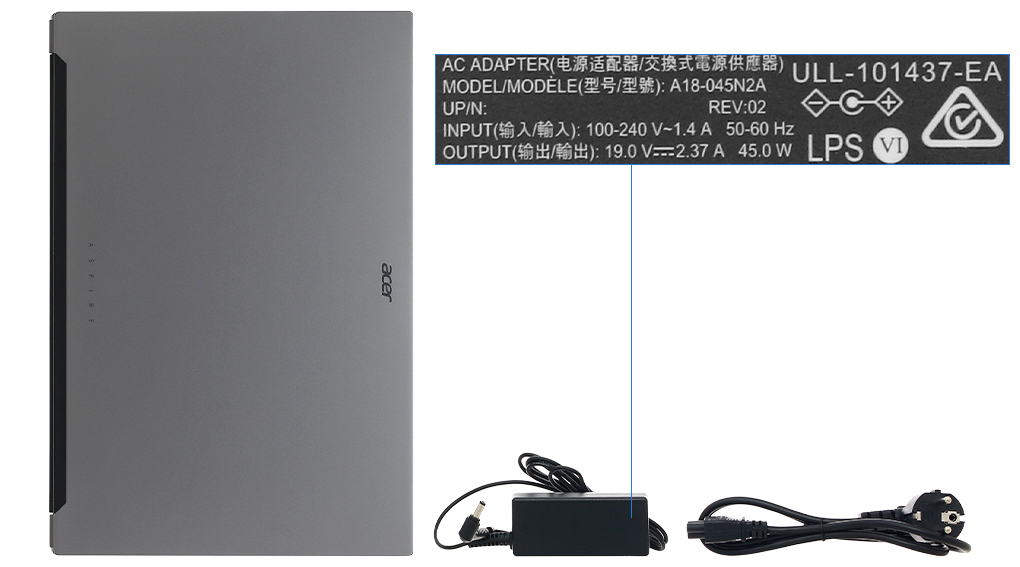 ASPIRE
acer
AC ADAPTER(电源适配器/交換式電源供應器)
MODEL/MODÈLE(型号/型號): A18-045N2A
UP/N: REV:02
INPUT(输入/輸入): 100-240 V~1.4 A 50-60 Hz
OUTPUT(输出/輸出): 19.0 V⎓2.37 A 45.0 W
ULL-101437-EA
LPS VI